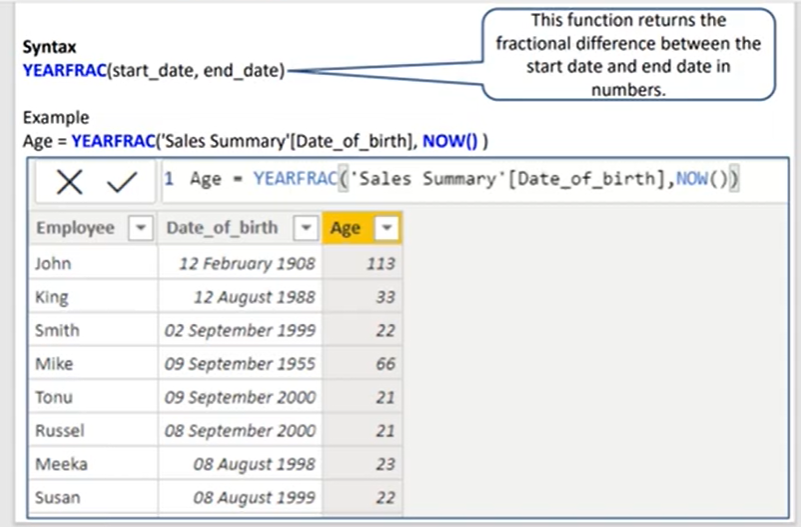 This function returns the
fractional difference between the
start date and end date in
numbers.
Syntax
YEARFRAC(start_date, end_date)
Example
Age = YEARFRAC('Sales Summary'[Date_of_birth], NOW() )
1 Age = YEARFRAC('Sales Summary'[Date_of_birth],NOW())
Employee Date_of_birth Age
John 12 February 1908 113
King 12 August 1988 33
Smith 02 September 1999 22
Mike 09 September 1955 66
Tonu 09 September 2000 21
Russel 08 September 2000 21
Meeka 08 August 1998 23
Susan 08 August 1999 22